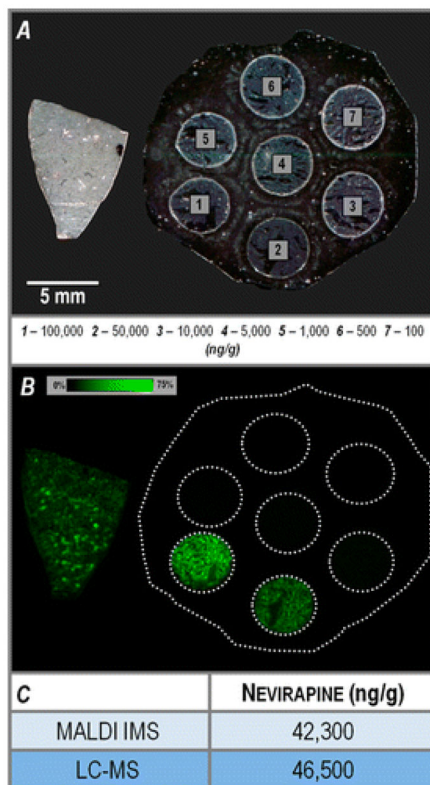 A
6
7
5
4
1
3
2
5 mm
1 – 100,000 2 – 50,000 3 – 10,000 4 – 5,000 5 – 1,000 6 – 500 7 – 100
(ng/g)
B
0% 75%
C NEVIRAPINE (ng/g)
MALDI IMS 42,300
LC-MS 46,500